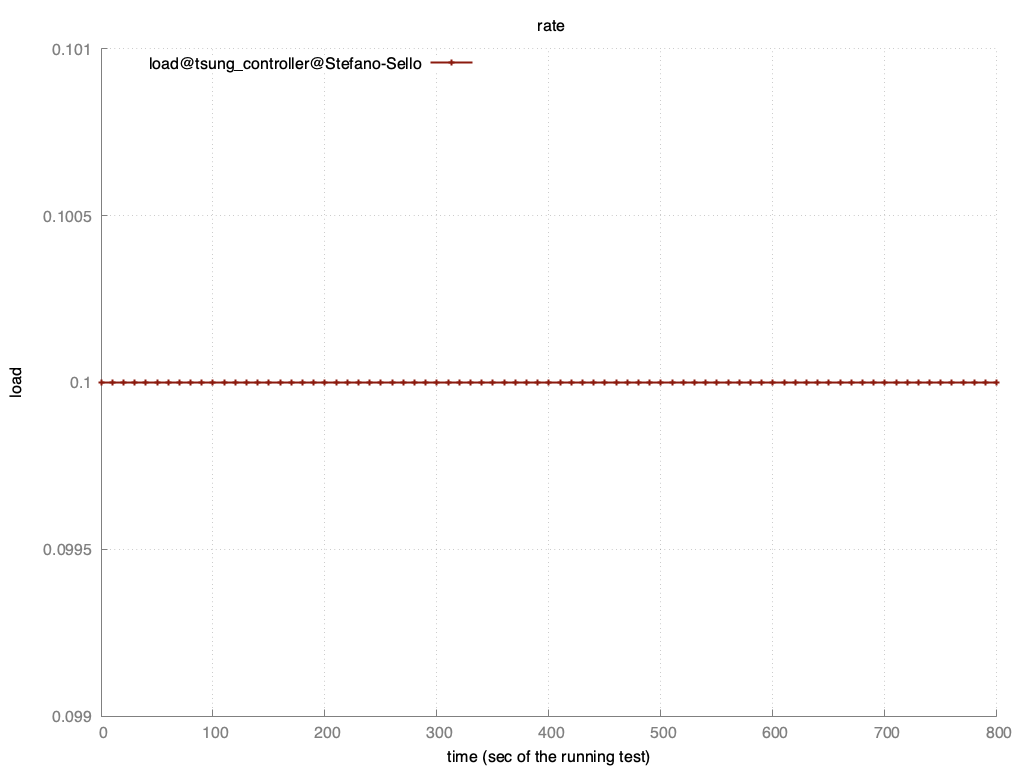 rate
load@tsung_controller@Stefano-Sello
0.101
0.1005
0.1
0.0995
0.099
load
0 100 200 300 400 500 600 700 800
time (sec of the running test)